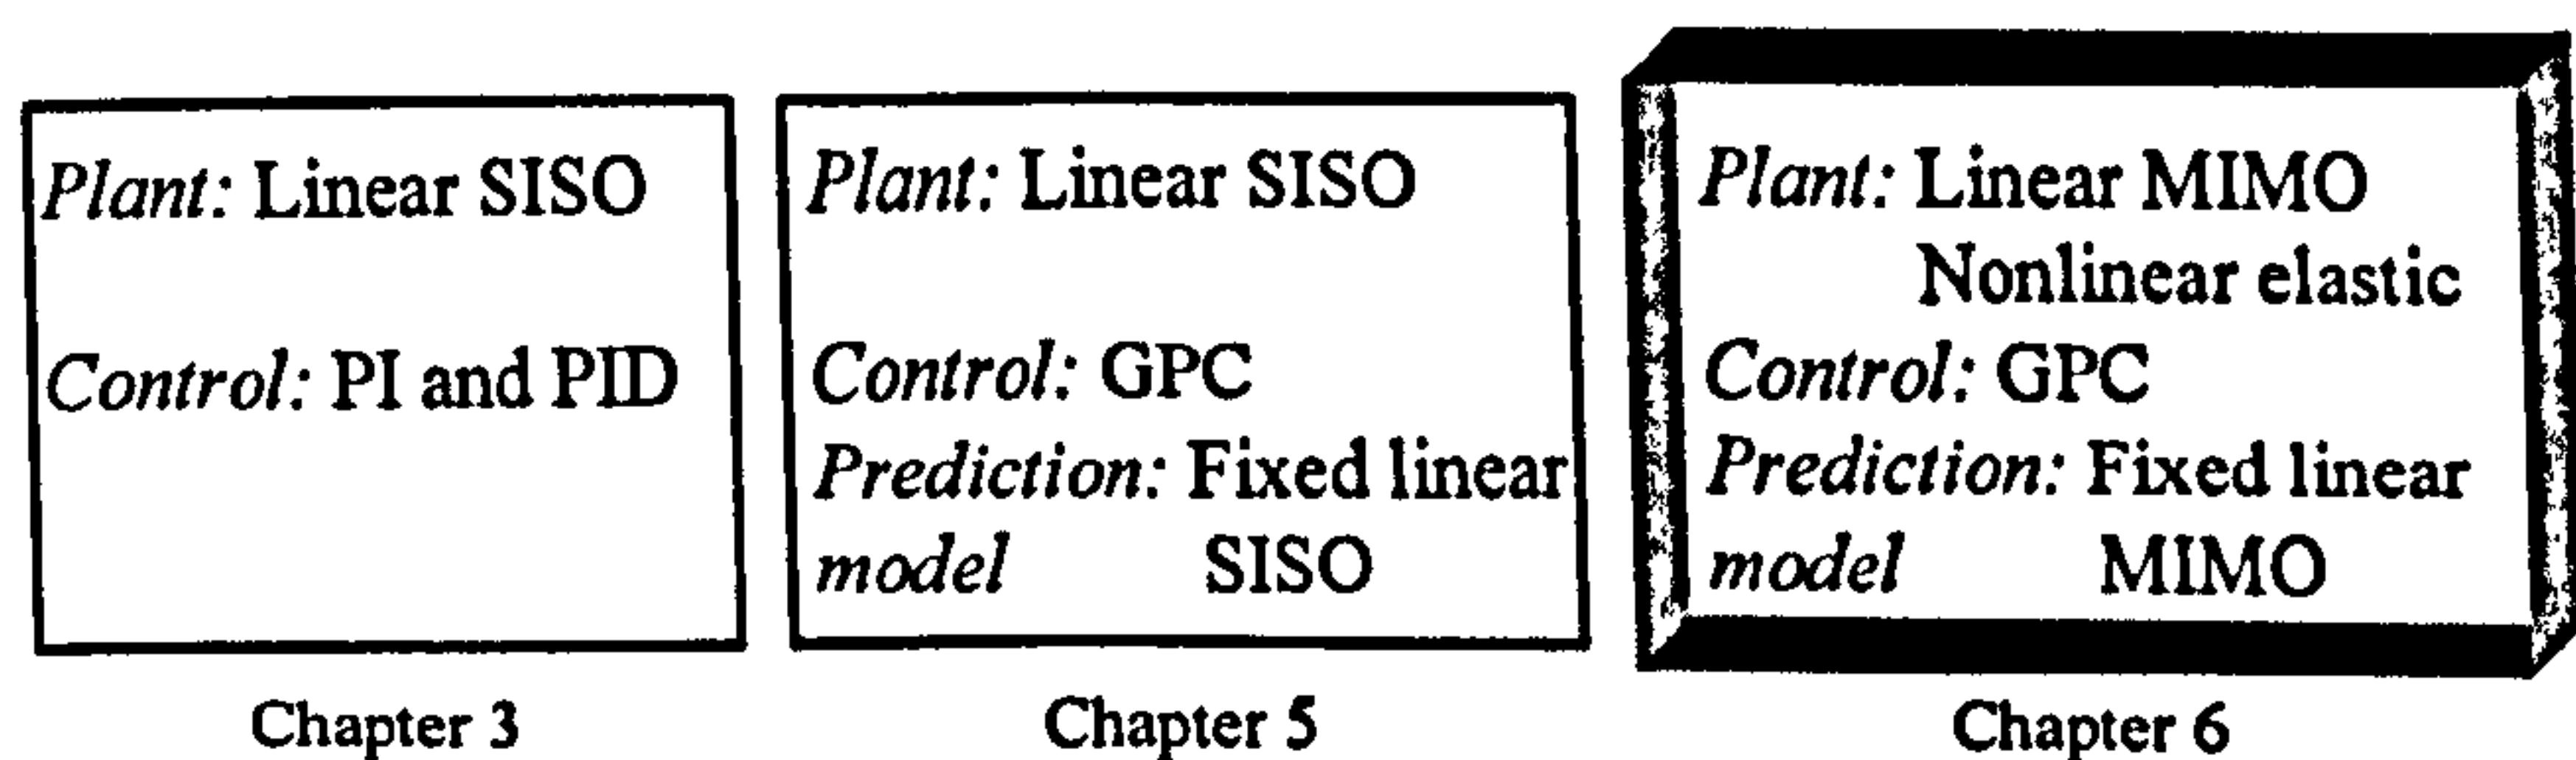 Plant: Linear SISO
Control: PI and PID
Chapter 3
Plant: Linear SISO
Control: GPC
Prediction: Fixed linear
model SISO
Chapter 5
Plant: Linear MIMO
Nonlinear elastic
Control: GPC
Prediction: Fixed linear
model MIMO
Chapter 6